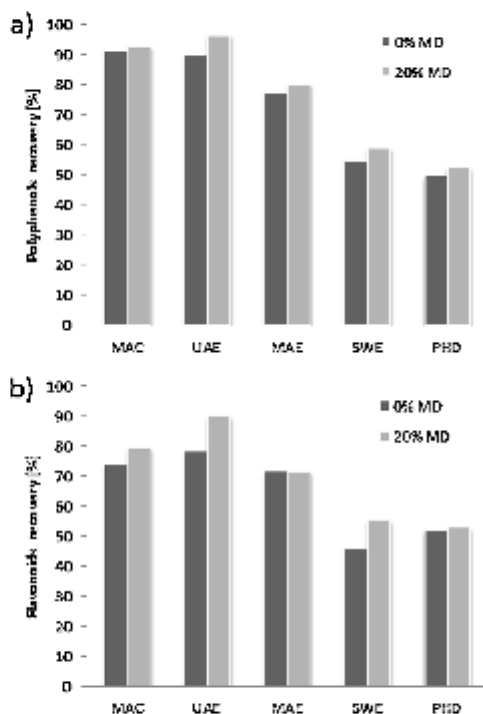 a)
Polyphenols recovery [%]
100
90
80
70
60
50
40
30
20
10
0
0% MD
20% MD
MAC
UAE
MAE
SWE
PHD
b)
Flavonoids recovery [%]
100
90
80
70
60
50
40
30
20
10
0
0% MD
20% MD
MAC
UAE
MAE
SWE
PHD